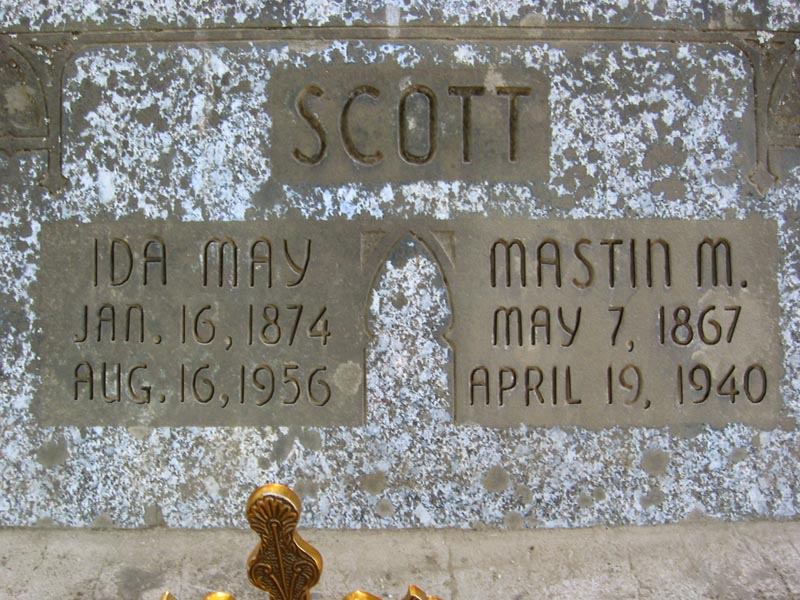 SCOTT
IDA MAY
JAN. 16, 1874
AUG. 16, 1956
MASTIN M.
MAY 7, 1867
APRIL 19, 1940